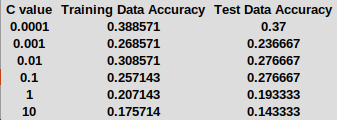 C value Training Data Accuracy Test Data Accuracy
0.0001 0.388571 0.37
0.001 0.268571 0.236667
0.01 0.308571 0.276667
0.1 0.257143 0.276667
1 0.207143 0.193333
10 0.175714 0.143333